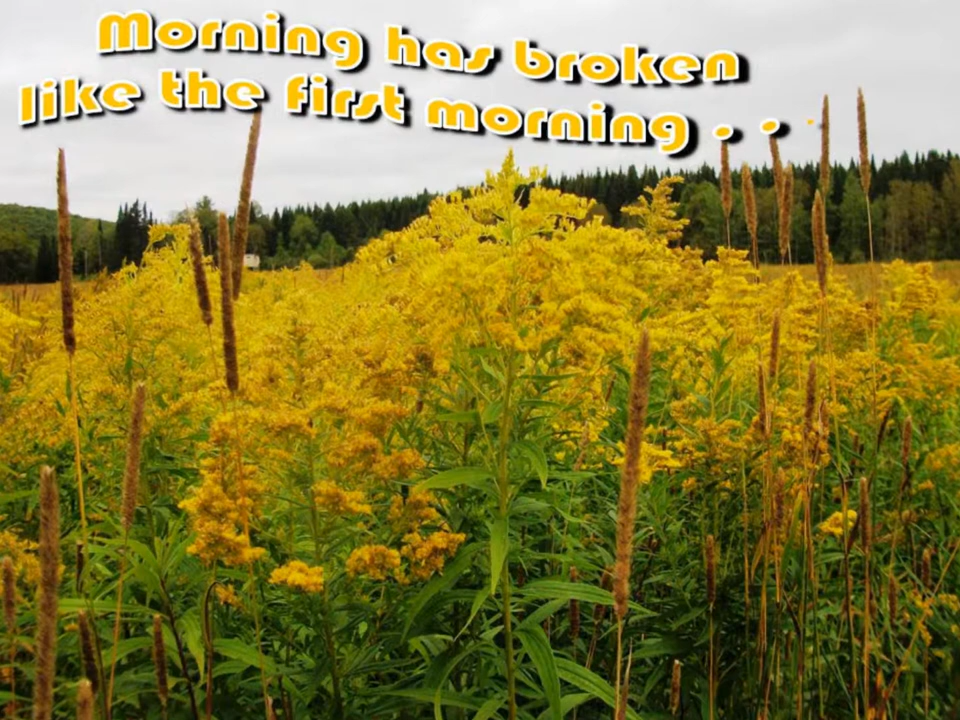 Morning has broken
like the first morning . . .